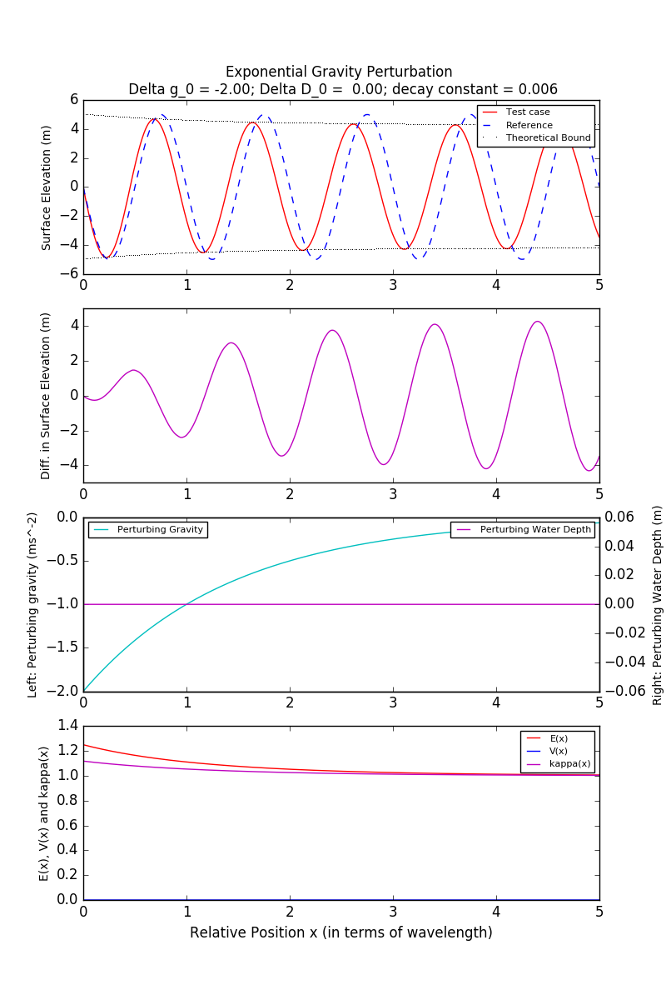 Exponential Gravity Perturbation
Delta g_0 = -2.00; Delta D_0 =  0.00; decay constant = 0.006
Surface Elevation (m)
6
4
2
0
−2
−4
−6
Test case
Reference
Theoretical Bound
0 1 2 3 4 5
Diff. in Surface Elevation (m)
4
2
0
−2
−4
0 1 2 3 4 5
Left: Perturbing gravity (ms^-2)
0.0
−0.5
−1.0
−1.5
−2.0
Perturbing Gravity
Perturbing Water Depth
0.06
0.04
0.02
0.00
−0.02
−0.04
−0.06
Right: Perturbing Water Depth (m)
0 1 2 3 4 5
E(x), V(x) and kappa(x)
1.4
1.2
1.0
0.8
0.6
0.4
0.2
0.0
E(x)
V(x)
kappa(x)
0 1 2 3 4 5
Relative Position x (in terms of wavelength)